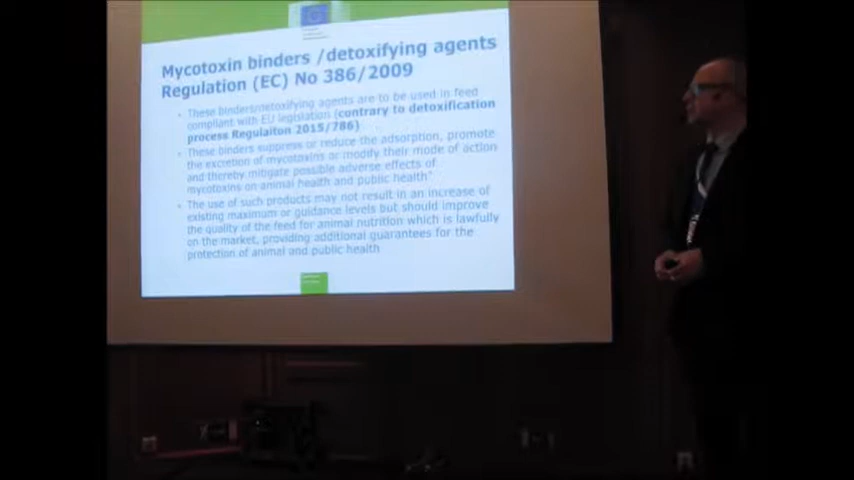 Mycotoxin binders /detoxifying agents
Regulation (EC) No 386/2009
• These binders/detoxifying agents are to be used in feed
compliant with EU legislation (contrary to detoxification
process Regulaiton 2015/786)
• These binders suppress or reduce the adsorption, promote
the excretion of mycotoxins or modify their mode of action
and thereby mitigate possible adverse effects of
mycotoxins on animal health and public health"
• The use of such products may not result in an increase of
existing maximum or guidance levels but should improve
the quality of the feed for animal nutrition which is lawfully
on the market, providing additional guarantees for the
protection of animal and public health